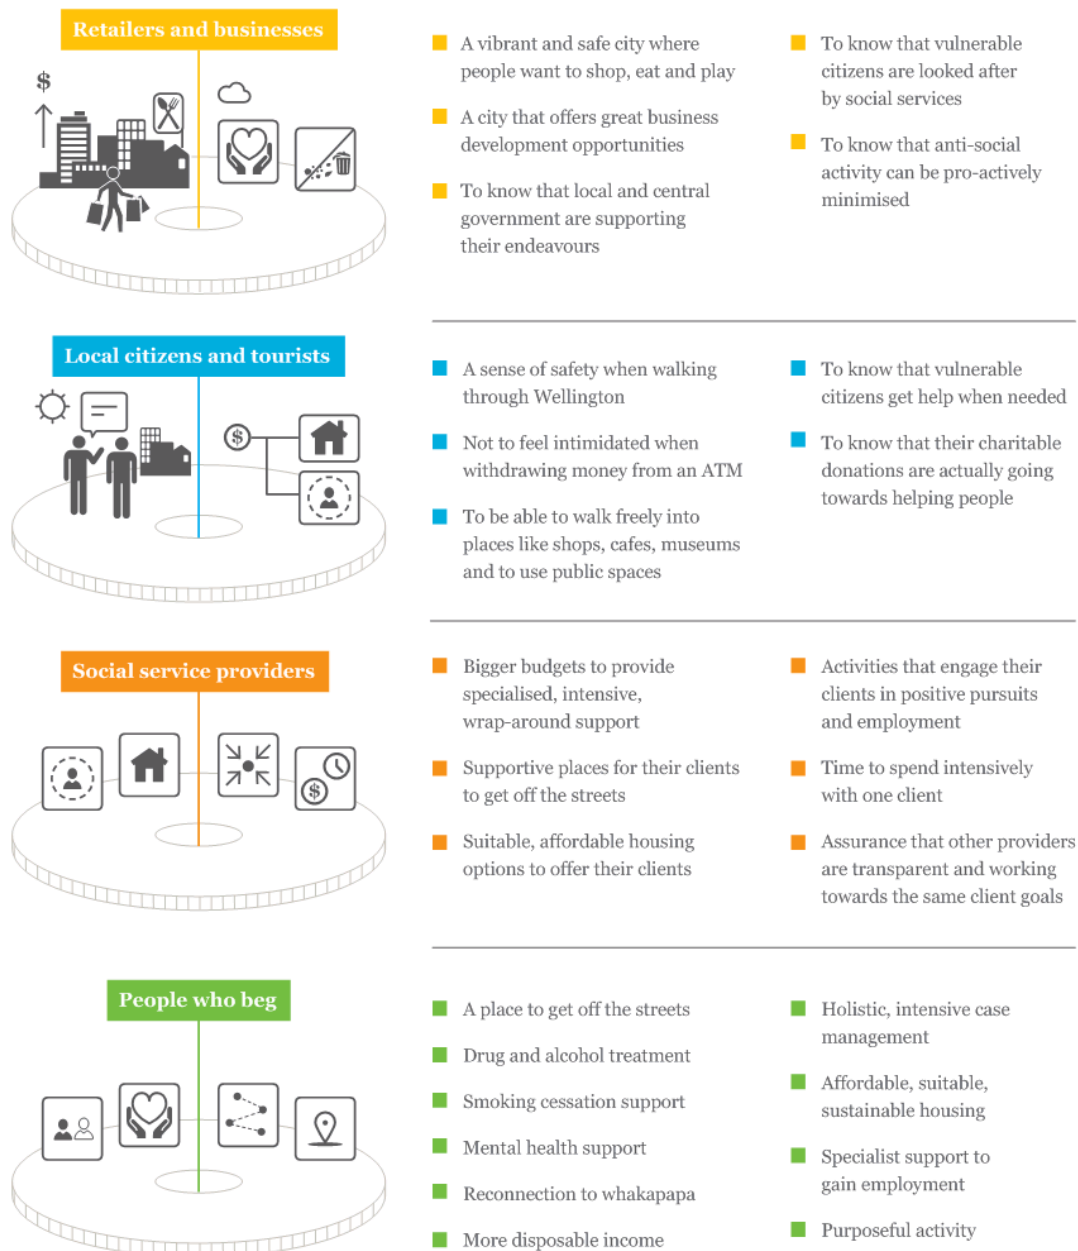 Retailers and businesses
$
A vibrant and safe city where
people want to shop, eat and play
A city that offers great business
development opportunities
To know that local and central
government are supporting
their endeavours
To know that vulnerable
citizens are looked after
by social services
To know that anti-social
activity can be pro-actively
minimised
Local citizens and tourists
$
A sense of safety when walking
through Wellington
Not to feel intimidated when
withdrawing money from an ATM
To be able to walk freely into
places like shops, cafes, museums
and to use public spaces
To know that vulnerable
citizens get help when needed
To know that their charitable
donations are actually going
towards helping people
Social service providers
$
Bigger budgets to provide
specialised, intensive,
wrap-around support
Supportive places for their clients
to get off the streets
Suitable, affordable housing
options to offer their clients
Activities that engage their
clients in positive pursuits
and employment
Time to spend intensively
with one client
Assurance that other providers
are transparent and working
towards the same client goals
People who beg
A place to get off the streets
Drug and alcohol treatment
Smoking cessation support
Mental health support
Reconnection to whakapapa
More disposable income
Holistic, intensive case
management
Affordable, suitable,
sustainable housing
Specialist support to
gain employment
Purposeful activity